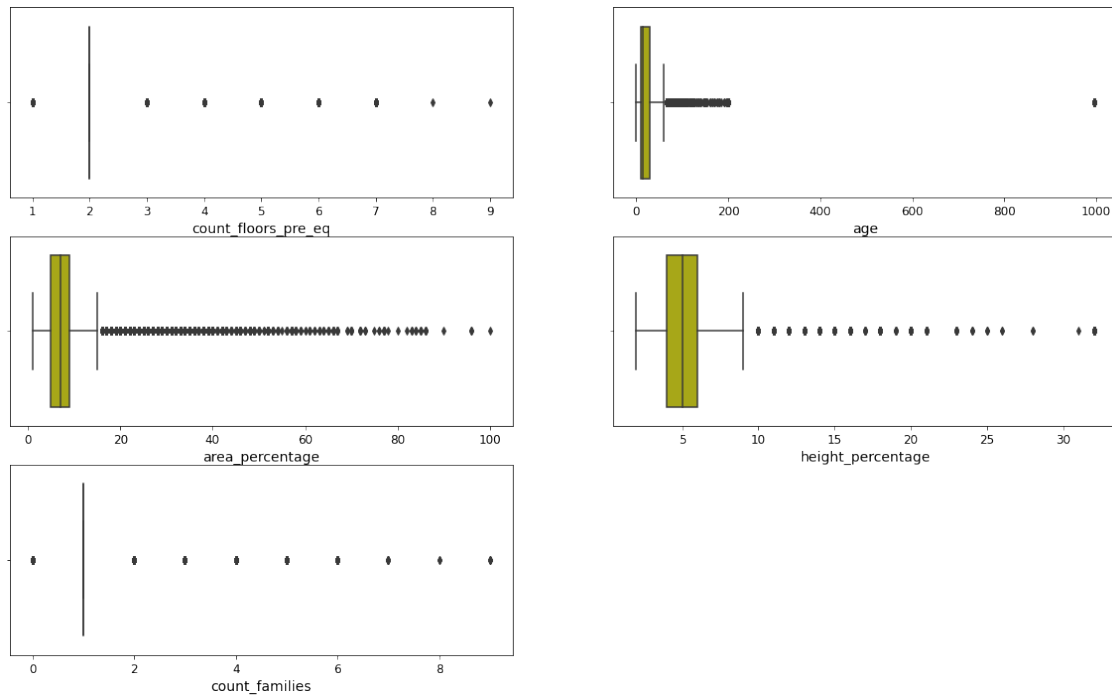 1 2 3 4 5 6 7 8 9
count_floors_pre_eq
0 200 400 600 800 1000
age
0 20 40 60 80 100
area_percentage
5 10 15 20 25 30
height_percentage
0 2 4 6 8
count_families